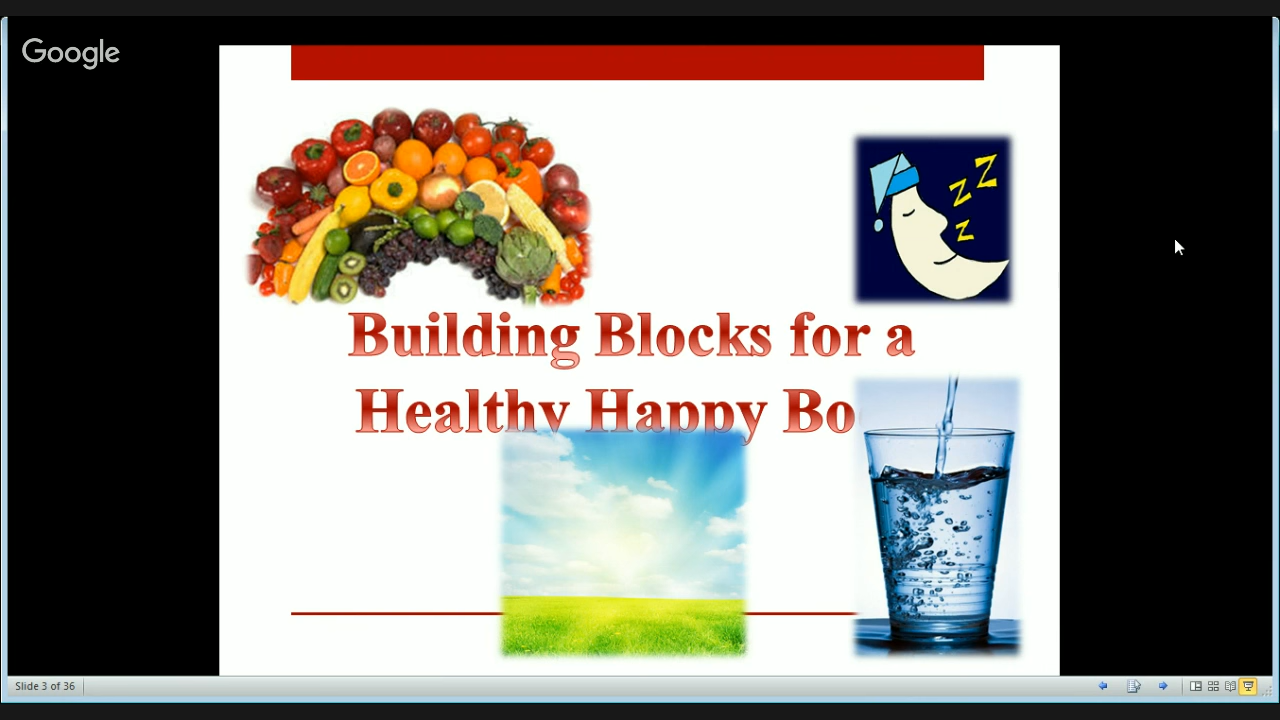 Google
z Z
z
Building Blocks for a
Healthy Happy Bo
Slide 3 of 36